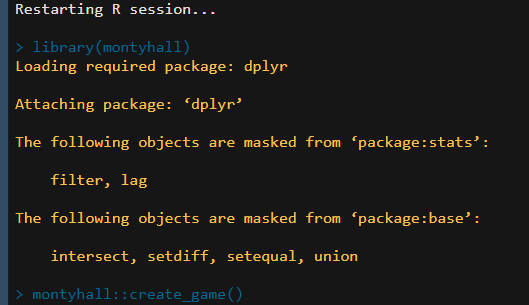 Restarting R session...
> library(montyhall)
Loading required package: dplyr
Attaching package: ‘dplyr’
The following objects are masked from ‘package:stats’:
filter, lag
The following objects are masked from ‘package:base’:
intersect, setdiff, setequal, union
> montyhall::create_game()